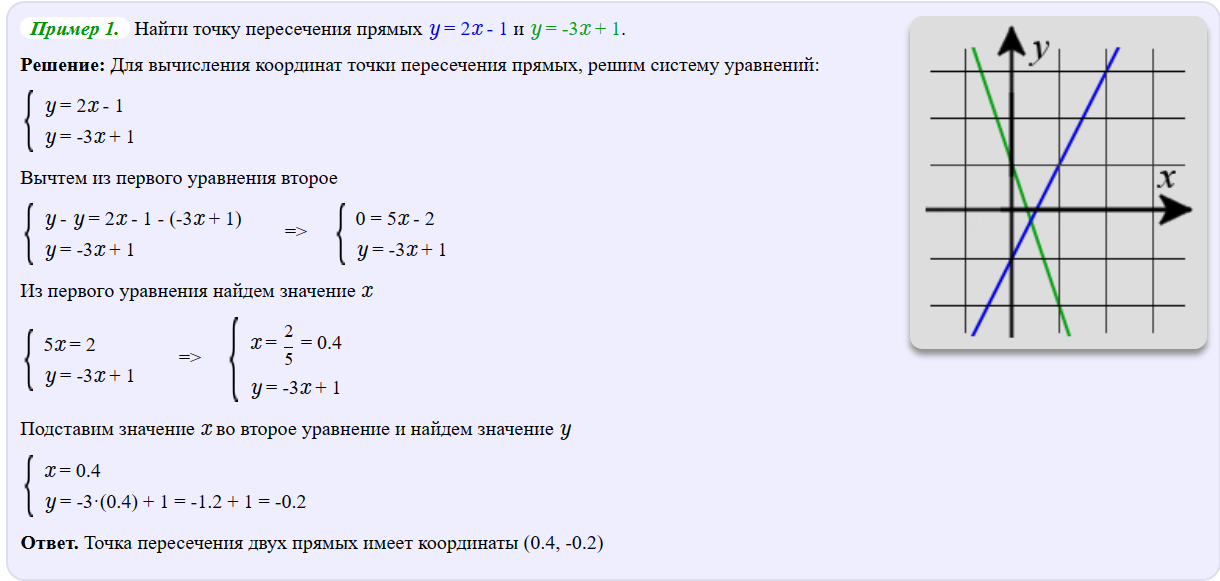 Пример 1. Найти точку пересечения прямых y = 2x - 1 и y = -3x + 1.
Решение: Для вычисления координат точки пересечения прямых, решим систему уравнений:
y = 2x - 1
y = -3x + 1
Вычтем из первого уравнения второе
y - y = 2x - 1 - (-3x + 1) => 0 = 5x - 2
y = -3x + 1 y = -3x + 1
Из первого уравнения найдем значение x
5x = 2 => x = 2/5 = 0.4
y = -3x + 1 y = -3x + 1
Подставим значение x во второе уравнение и найдем значение y
x = 0.4
y = -3·(0.4) + 1 = -1.2 + 1 = -0.2
Ответ. Точка пересечения двух прямых имеет координаты (0.4, -0.2)
y
x